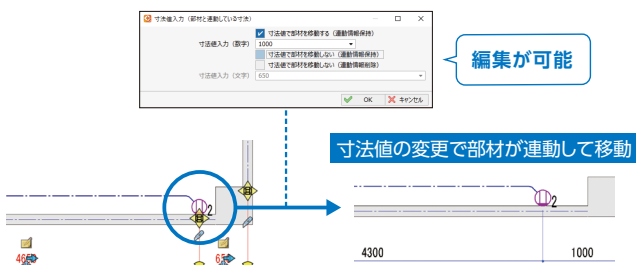 寸法値入力（部材と連動している寸法）
寸法値で部材を移動する（連動情報保持）
寸法値入力（数字） 1000
寸法値で部材を移動しない（連動情報保持）
寸法値で部材を移動しない（連動情報削除）
寸法値入力（文字） 650
OK キャンセル
編集が可能
寸法値の変更で部材が連動して移動
2
2
4300 1000